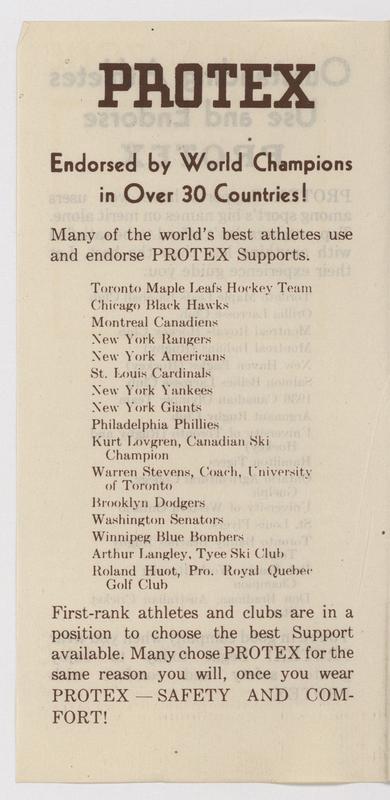 PROTEX
Endorsed by World Champions
in Over 30 Countries!
Many of the world's best athletes use
and endorse PROTEX Supports.
Toronto Maple Leafs Hockey Team
Chicago Black Hawks
Montreal Canadiens
New York Rangers
New York Americans
St. Louis Cardinals
New York Yankees
New York Giants
Philadelphia Phillies
Kurt Lovgren, Canadian Ski
Champion
Warren Stevens, Coach, University
of Toronto
Brooklyn Dodgers
Washington Senators
Winnipeg Blue Bombers
Arthur Langley, Tyee Ski Club
Roland Huot, Pro. Royal Quebec
Golf Club
First-rank athletes and clubs are in a
position to choose the best Support
available. Many chose PROTEX for the
same reason you will, once you wear
PROTEX — SAFETY AND COM-
FORT!